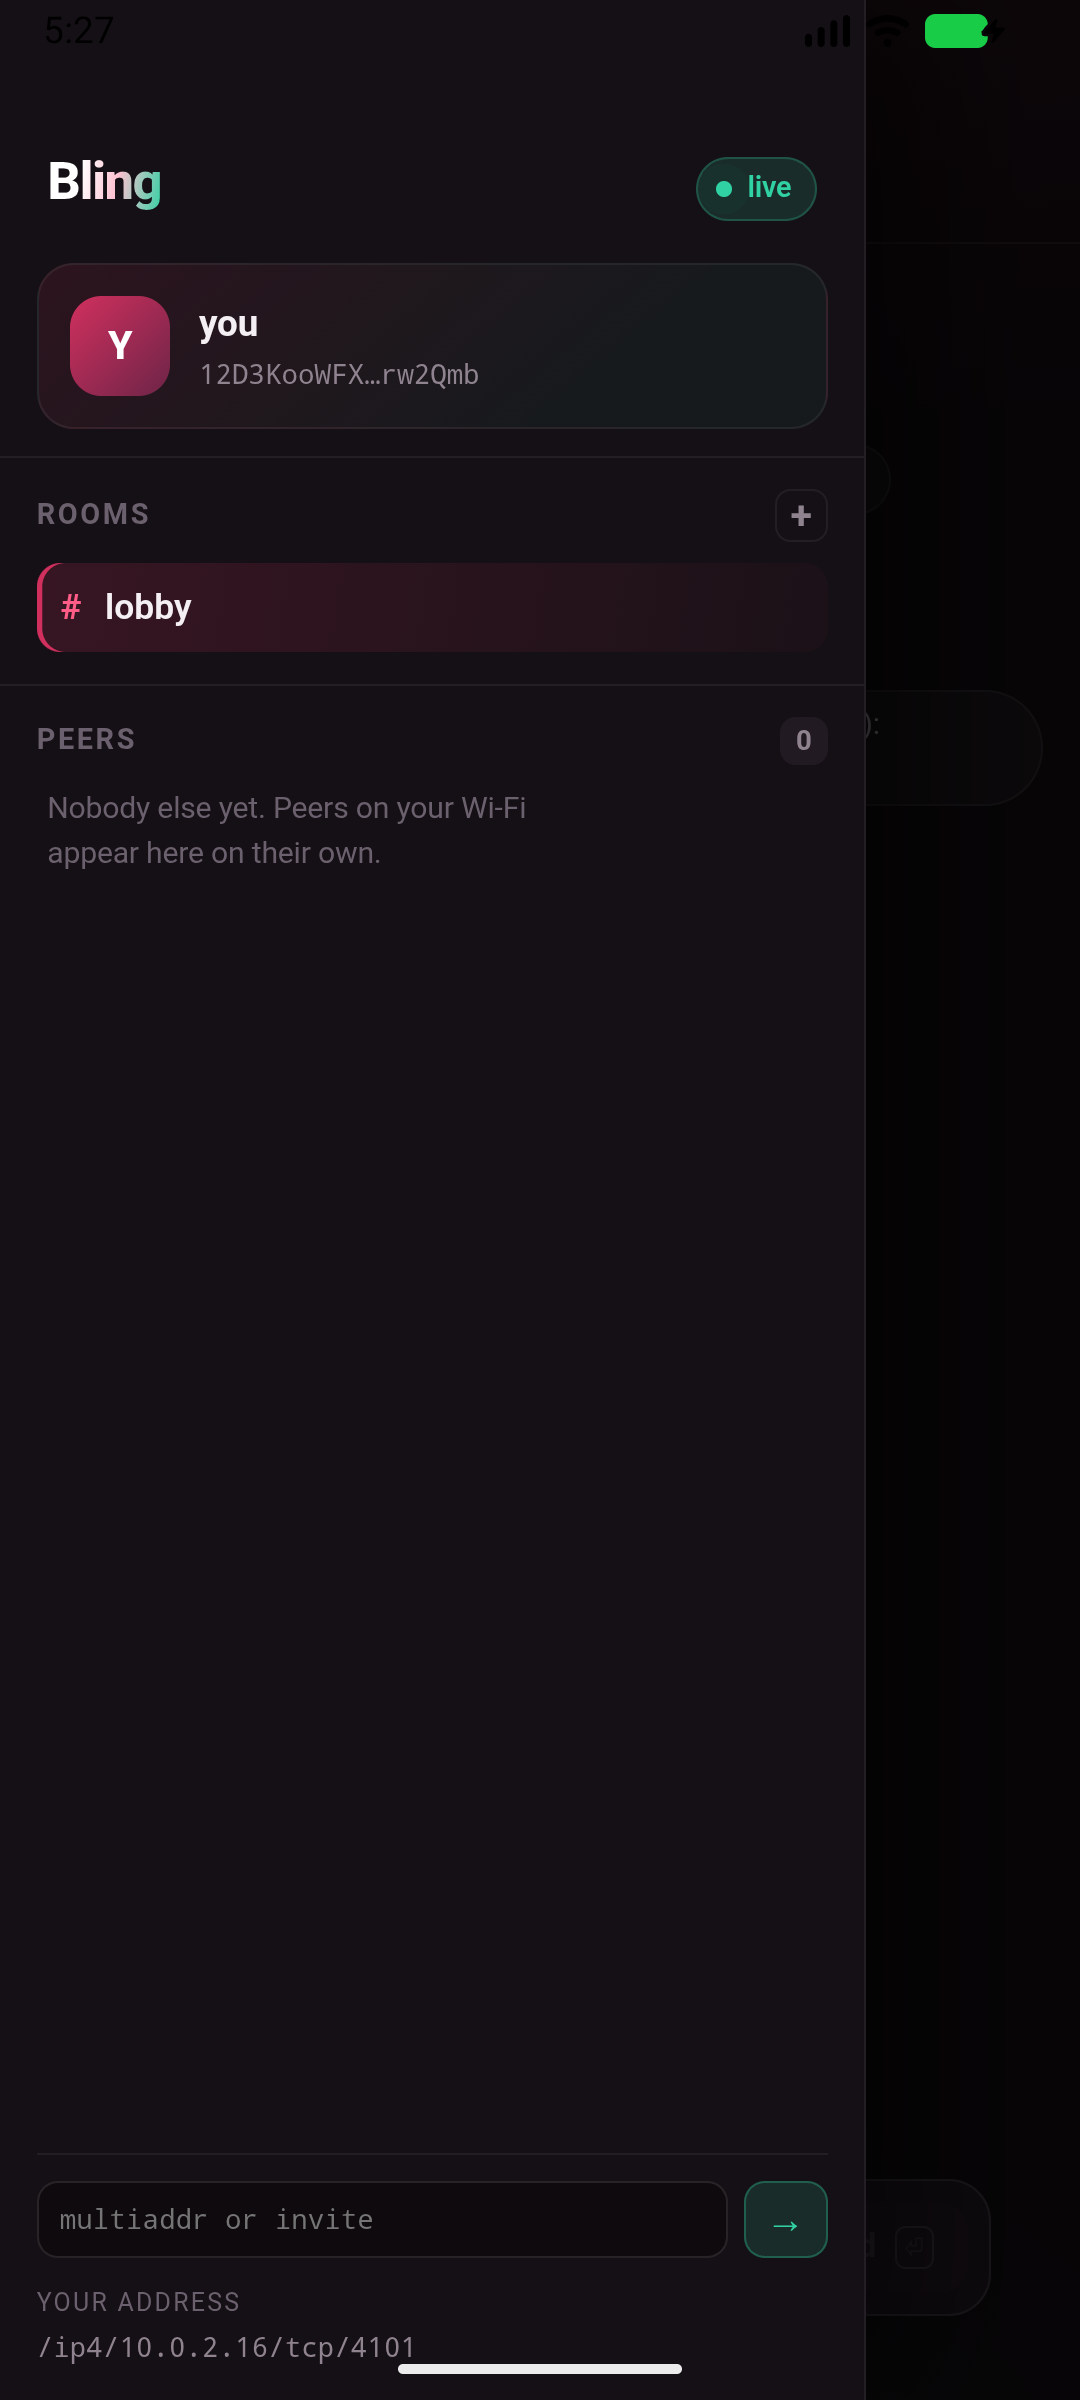 5:27
Bling
live
Y
you
12D3KooWFX…rw2Qmb
ROOMS
+
# lobby
PEERS
0
Nobody else yet. Peers on your Wi-Fi
appear here on their own.
):
multiaddr or invite
→
YOUR ADDRESS
/ip4/10.0.2.16/tcp/4101